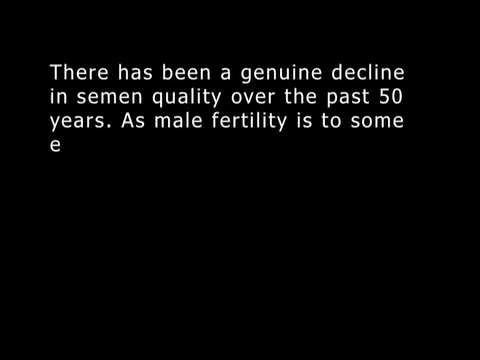 There has been a genuine decline
in semen quality over the past 50
years. As male fertility is to some
e